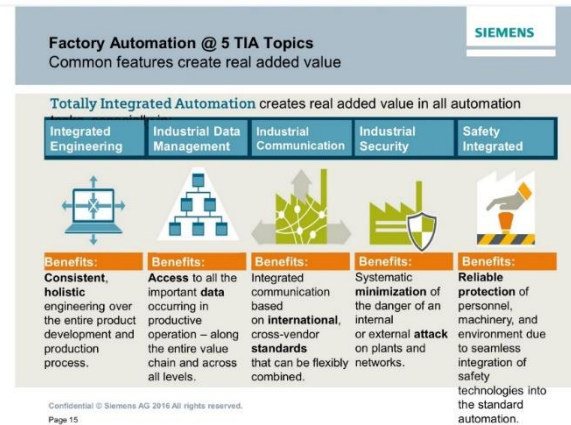 SIEMENS
Factory Automation @ 5 TIA Topics
Common features create real added value
Totally Integrated Automation creates real added value in all automation
Integrated
Engineering
Industrial Data
Management
Industrial
Communication
Industrial
Security
Safety
Integrated
Benefits:
Consistent,
holistic
engineering over
the entire product
development and
production
process.
Benefits:
Access to all the
important data
occurring in
productive
operation – along
the entire value
chain and across
all levels.
Benefits:
Integrated
communication
based
on international,
cross-vendor
standards
that can be flexibly
combined.
Benefits:
Systematic
minimization of
the danger of an
internal
or external attack
on plants and
networks.
Benefits:
Reliable
protection of
personnel,
machinery, and
environment due
to seamless
integration of
safety
technologies into
the standard
automation.
Confidential © Siemens AG 2016 All rights reserved.
Page 15